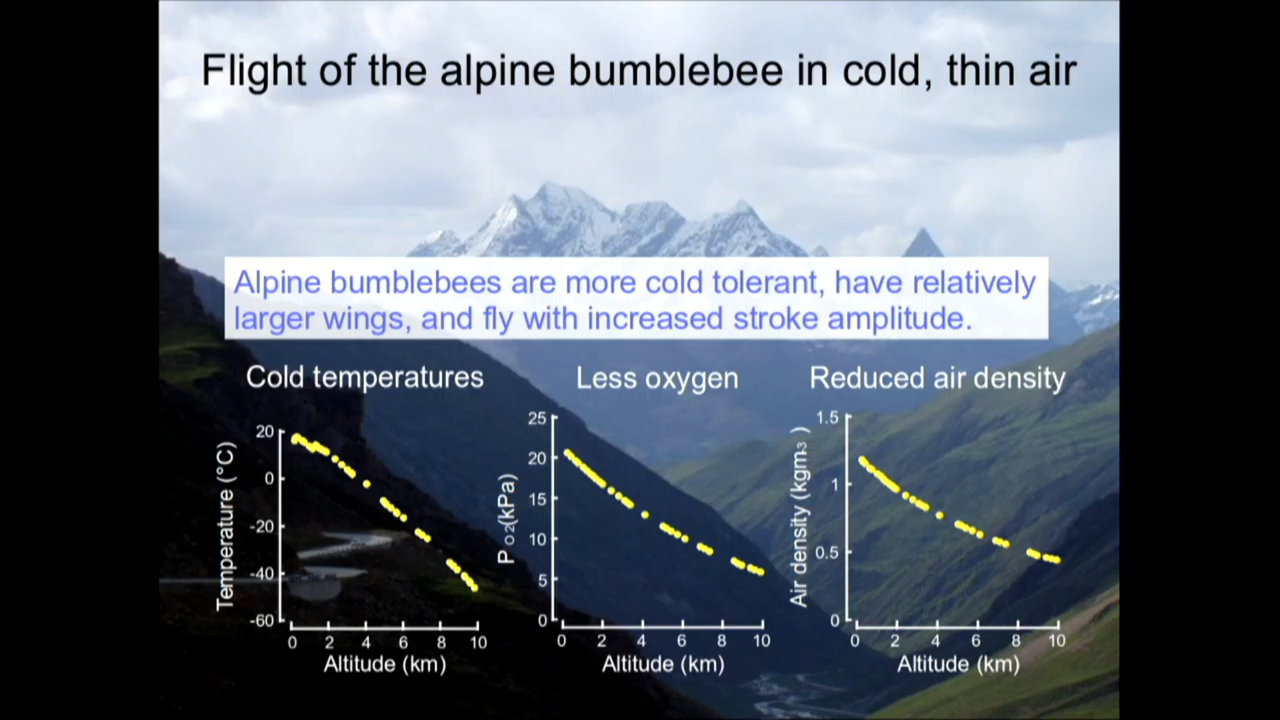 Flight of the alpine bumblebee in cold, thin air
Alpine bumblebees are more cold tolerant, have relatively
larger wings, and fly with increased stroke amplitude.
Cold temperatures
Temperature (°C)
20
0
-20
-40
-60
0 2 4 6 8 10
Altitude (km)
Less oxygen
P O2(kPa)
25
20
15
10
5
0
0 2 4 6 8 10
Altitude (km)
Reduced air density
Air density (kgm3 )
1.5
1
0.5
0
0 2 4 6 8 10
Altitude (km)